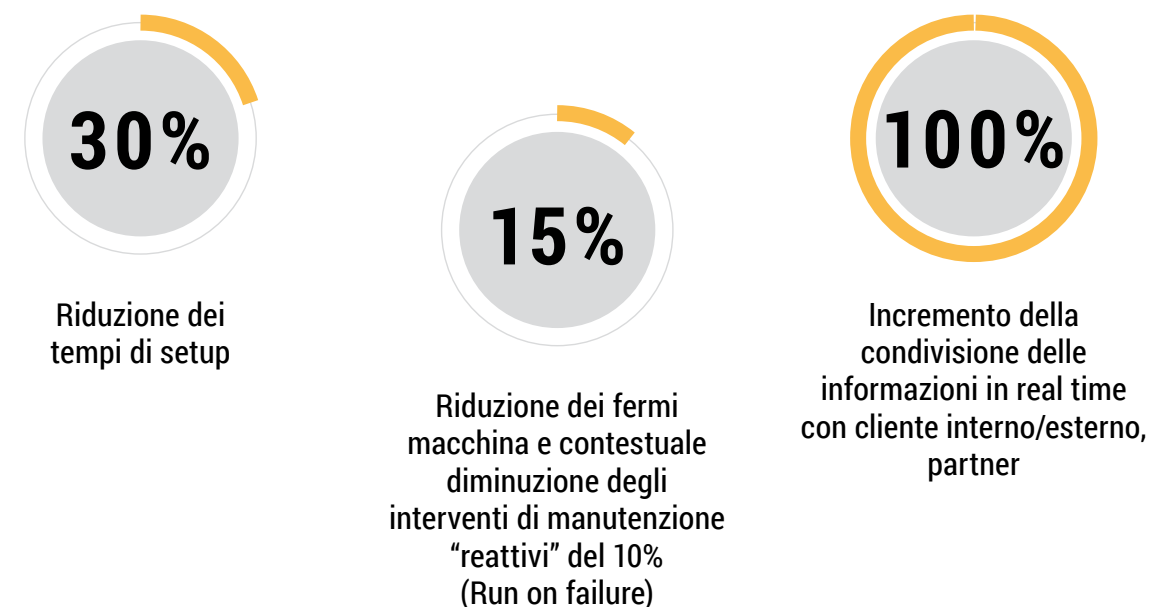 30%
Riduzione dei
tempi di setup
15%
Riduzione dei fermi
macchina e contestuale
diminuzione degli
interventi di manutenzione
“reattivi” del 10%
(Run on failure)
100%
Incremento della
condivisione delle
informazioni in real time
con cliente interno/esterno,
partner